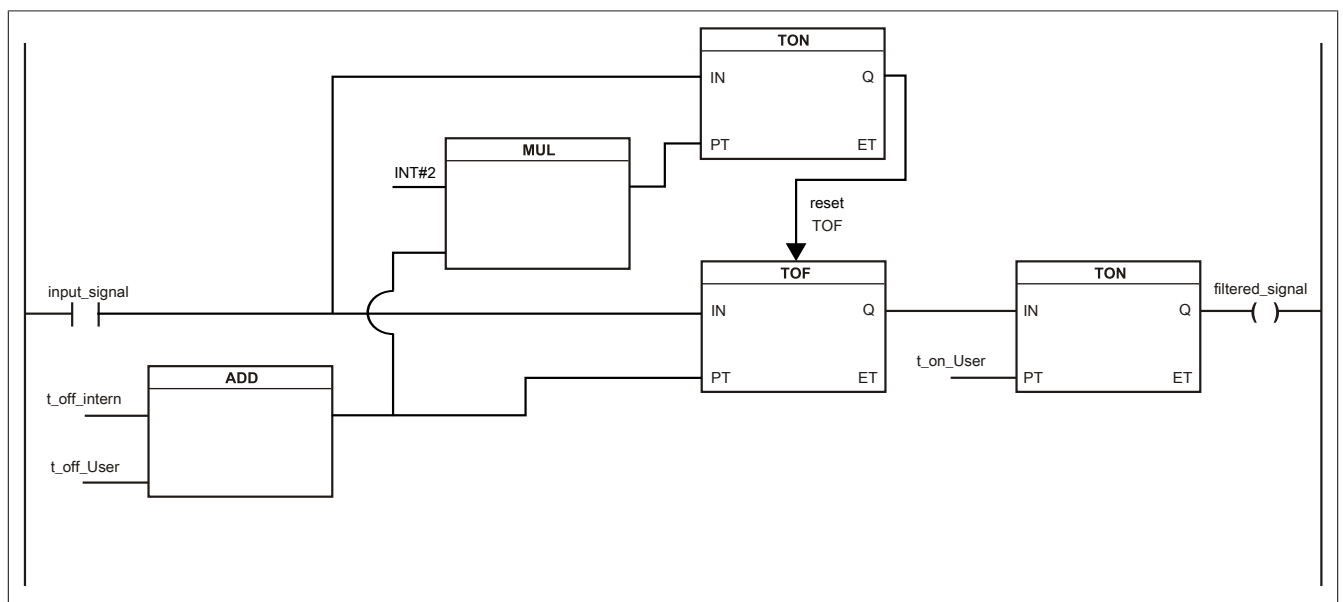 TON
IN Q
PT ET
MUL
INT#2
reset
TOF
TOF
IN Q
PT ET
TON
IN Q
PT ET
input_signal
filtered_signal
t_on_User
ADD
t_off_intern
t_off_User